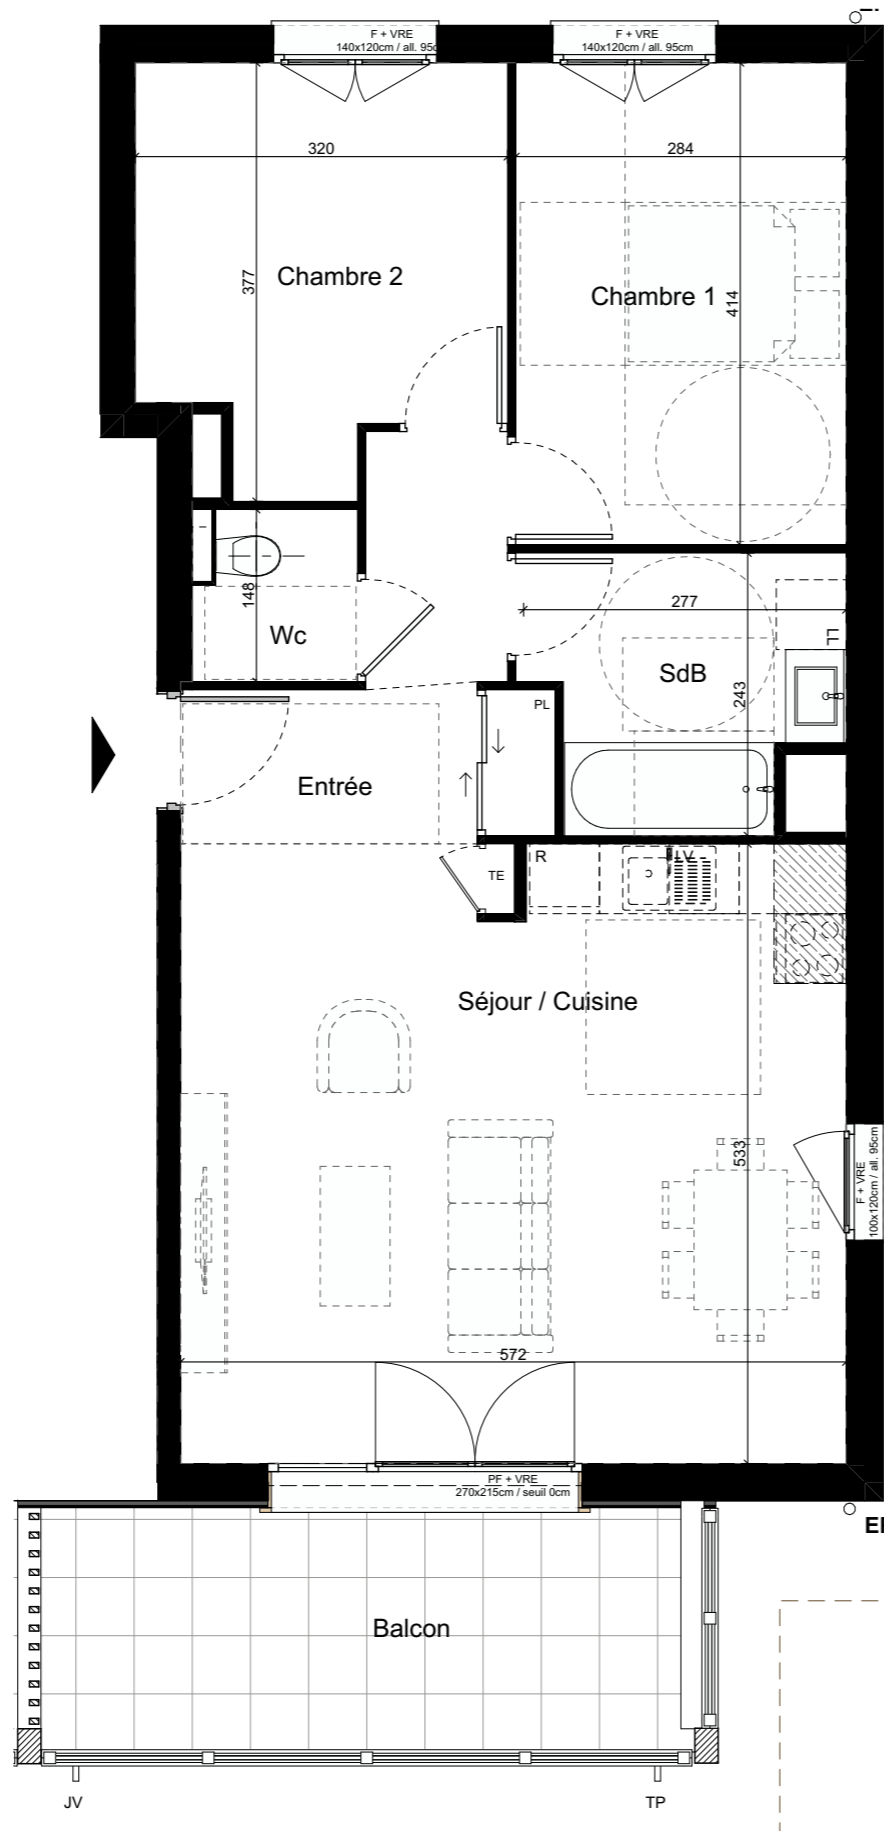 F + VRE
140x120cm / all. 95c
F + VRE
140x120cm / all. 95cm
320
284
377
414
Chambre 2
Chambre 1
148
Wc
277
LL
SdB
243
PL
Entrée
TE
R
LV
Séjour / Cuisine
533
F + VRE
100x120cm / all. 95cm
572
PF + VRE
270x215cm / seuil 0cm
Balcon
JV
TP